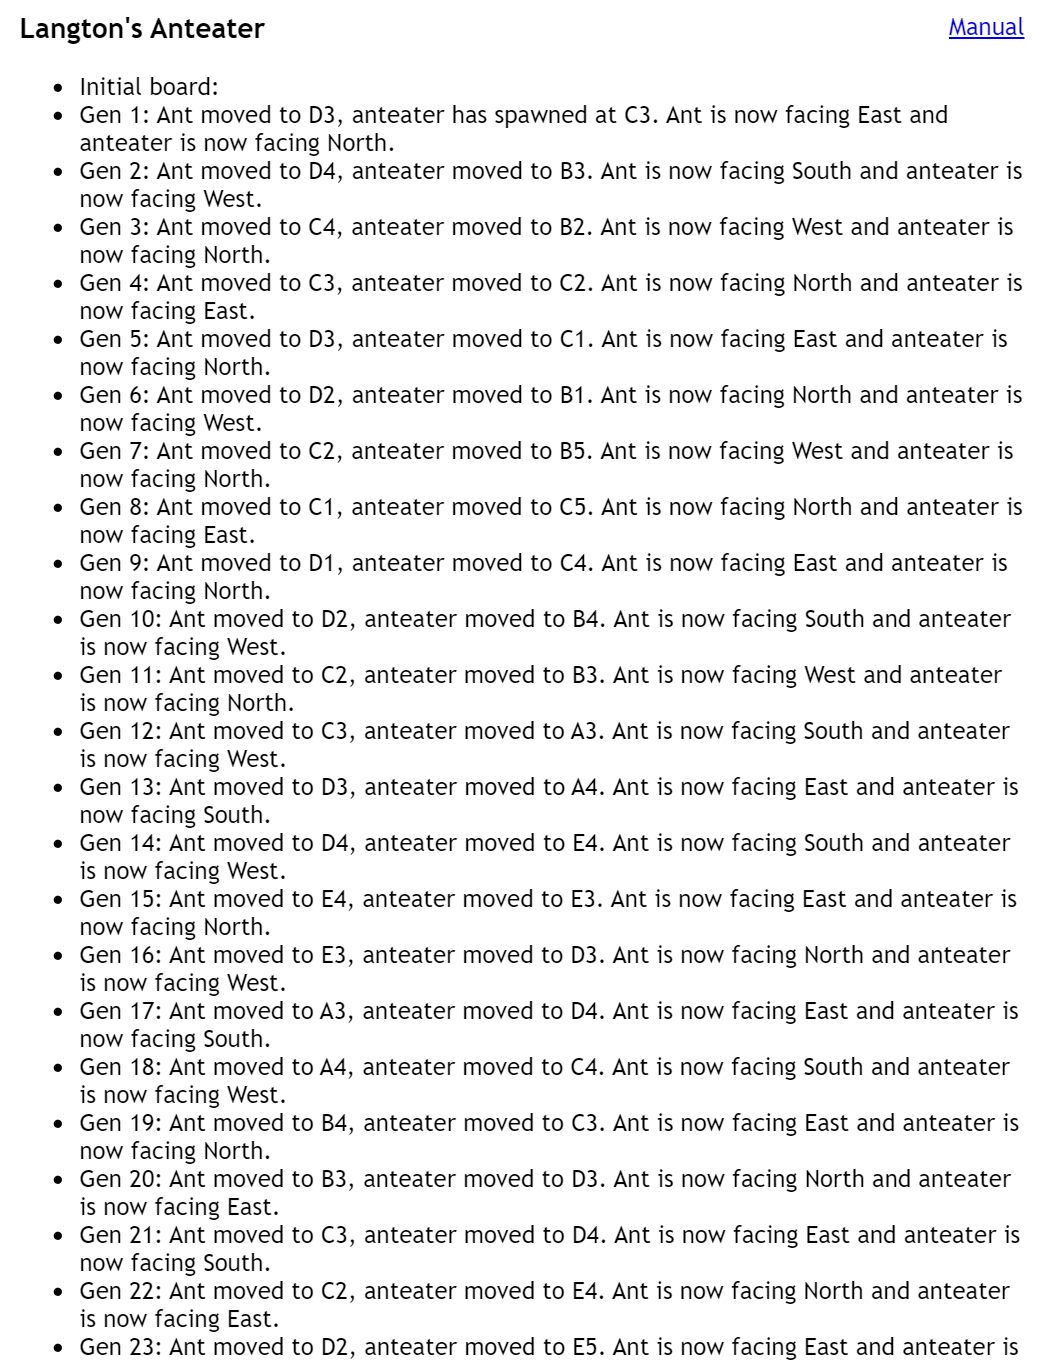 Langton's Anteater
Manual
• Initial board:
• Gen 1: Ant moved to D3, anteater has spawned at C3. Ant is now facing East and
anteater is now facing North.
• Gen 2: Ant moved to D4, anteater moved to B3. Ant is now facing South and anteater is
now facing West.
• Gen 3: Ant moved to C4, anteater moved to B2. Ant is now facing West and anteater is
now facing North.
• Gen 4: Ant moved to C3, anteater moved to C2. Ant is now facing North and anteater is
now facing East.
• Gen 5: Ant moved to D3, anteater moved to C1. Ant is now facing East and anteater is
now facing North.
• Gen 6: Ant moved to D2, anteater moved to B1. Ant is now facing North and anteater is
now facing West.
• Gen 7: Ant moved to C2, anteater moved to B5. Ant is now facing West and anteater is
now facing North.
• Gen 8: Ant moved to C1, anteater moved to C5. Ant is now facing North and anteater is
now facing East.
• Gen 9: Ant moved to D1, anteater moved to C4. Ant is now facing East and anteater is
now facing North.
• Gen 10: Ant moved to D2, anteater moved to B4. Ant is now facing South and anteater
is now facing West.
• Gen 11: Ant moved to C2, anteater moved to B3. Ant is now facing West and anteater
is now facing North.
• Gen 12: Ant moved to C3, anteater moved to A3. Ant is now facing South and anteater
is now facing West.
• Gen 13: Ant moved to D3, anteater moved to A4. Ant is now facing East and anteater is
now facing South.
• Gen 14: Ant moved to D4, anteater moved to E4. Ant is now facing South and anteater
is now facing West.
• Gen 15: Ant moved to E4, anteater moved to E3. Ant is now facing East and anteater is
now facing North.
• Gen 16: Ant moved to E3, anteater moved to D3. Ant is now facing North and anteater
is now facing West.
• Gen 17: Ant moved to A3, anteater moved to D4. Ant is now facing East and anteater is
now facing South.
• Gen 18: Ant moved to A4, anteater moved to C4. Ant is now facing South and anteater
is now facing West.
• Gen 19: Ant moved to B4, anteater moved to C3. Ant is now facing East and anteater is
now facing North.
• Gen 20: Ant moved to B3, anteater moved to D3. Ant is now facing North and anteater
is now facing East.
• Gen 21: Ant moved to C3, anteater moved to D4. Ant is now facing East and anteater is
now facing South.
• Gen 22: Ant moved to C2, anteater moved to E4. Ant is now facing North and anteater
is now facing East.
• Gen 23: Ant moved to D2, anteater moved to E5. Ant is now facing East and anteater is